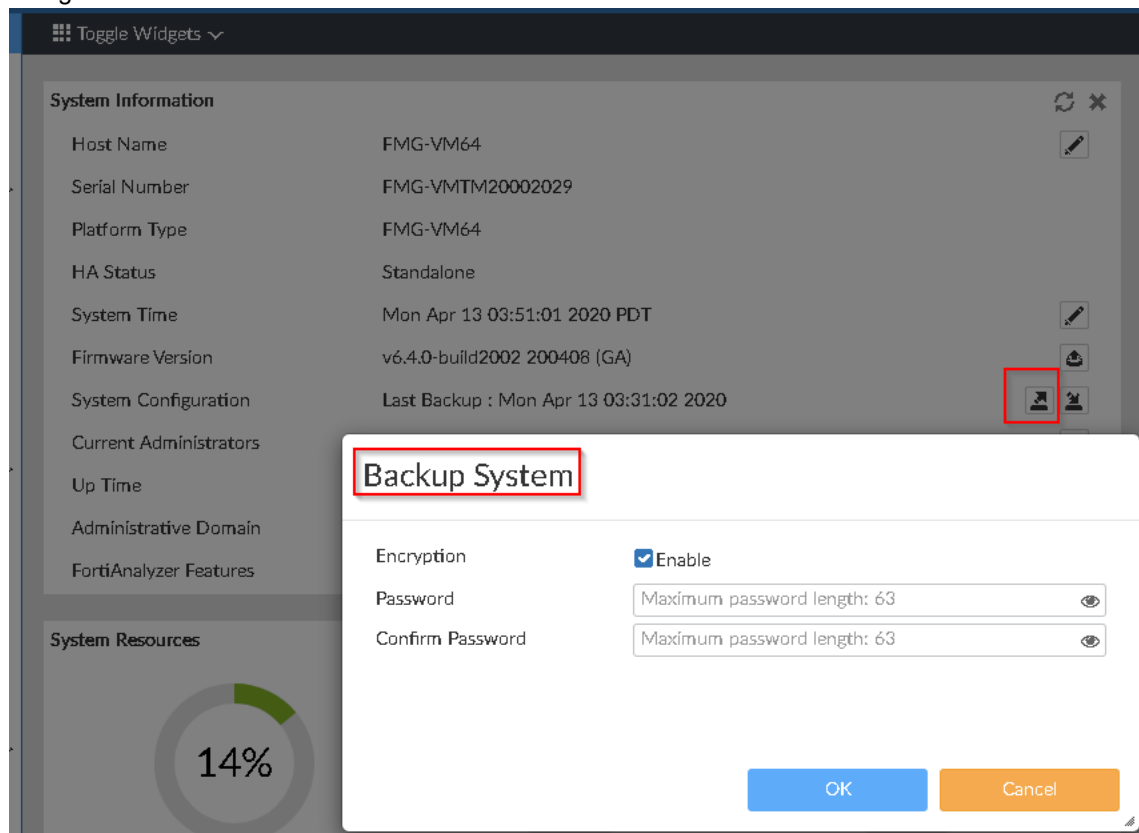 Toggle Widgets
System Information
Host Name FMG-VM64
Serial Number FMG-VMTM20002029
Platform Type FMG-VM64
HA Status Standalone
System Time Mon Apr 13 03:51:01 2020 PDT
Firmware Version v6.4.0-build2002 200408 (GA)
System Configuration Last Backup : Mon Apr 13 03:31:02 2020
Current Administrators
Up Time
Administrative Domain
FortiAnalyzer Features
System Resources
14%
Backup System
Encryption Enable
Password Maximum password length: 63
Confirm Password Maximum password length: 63
OK Cancel